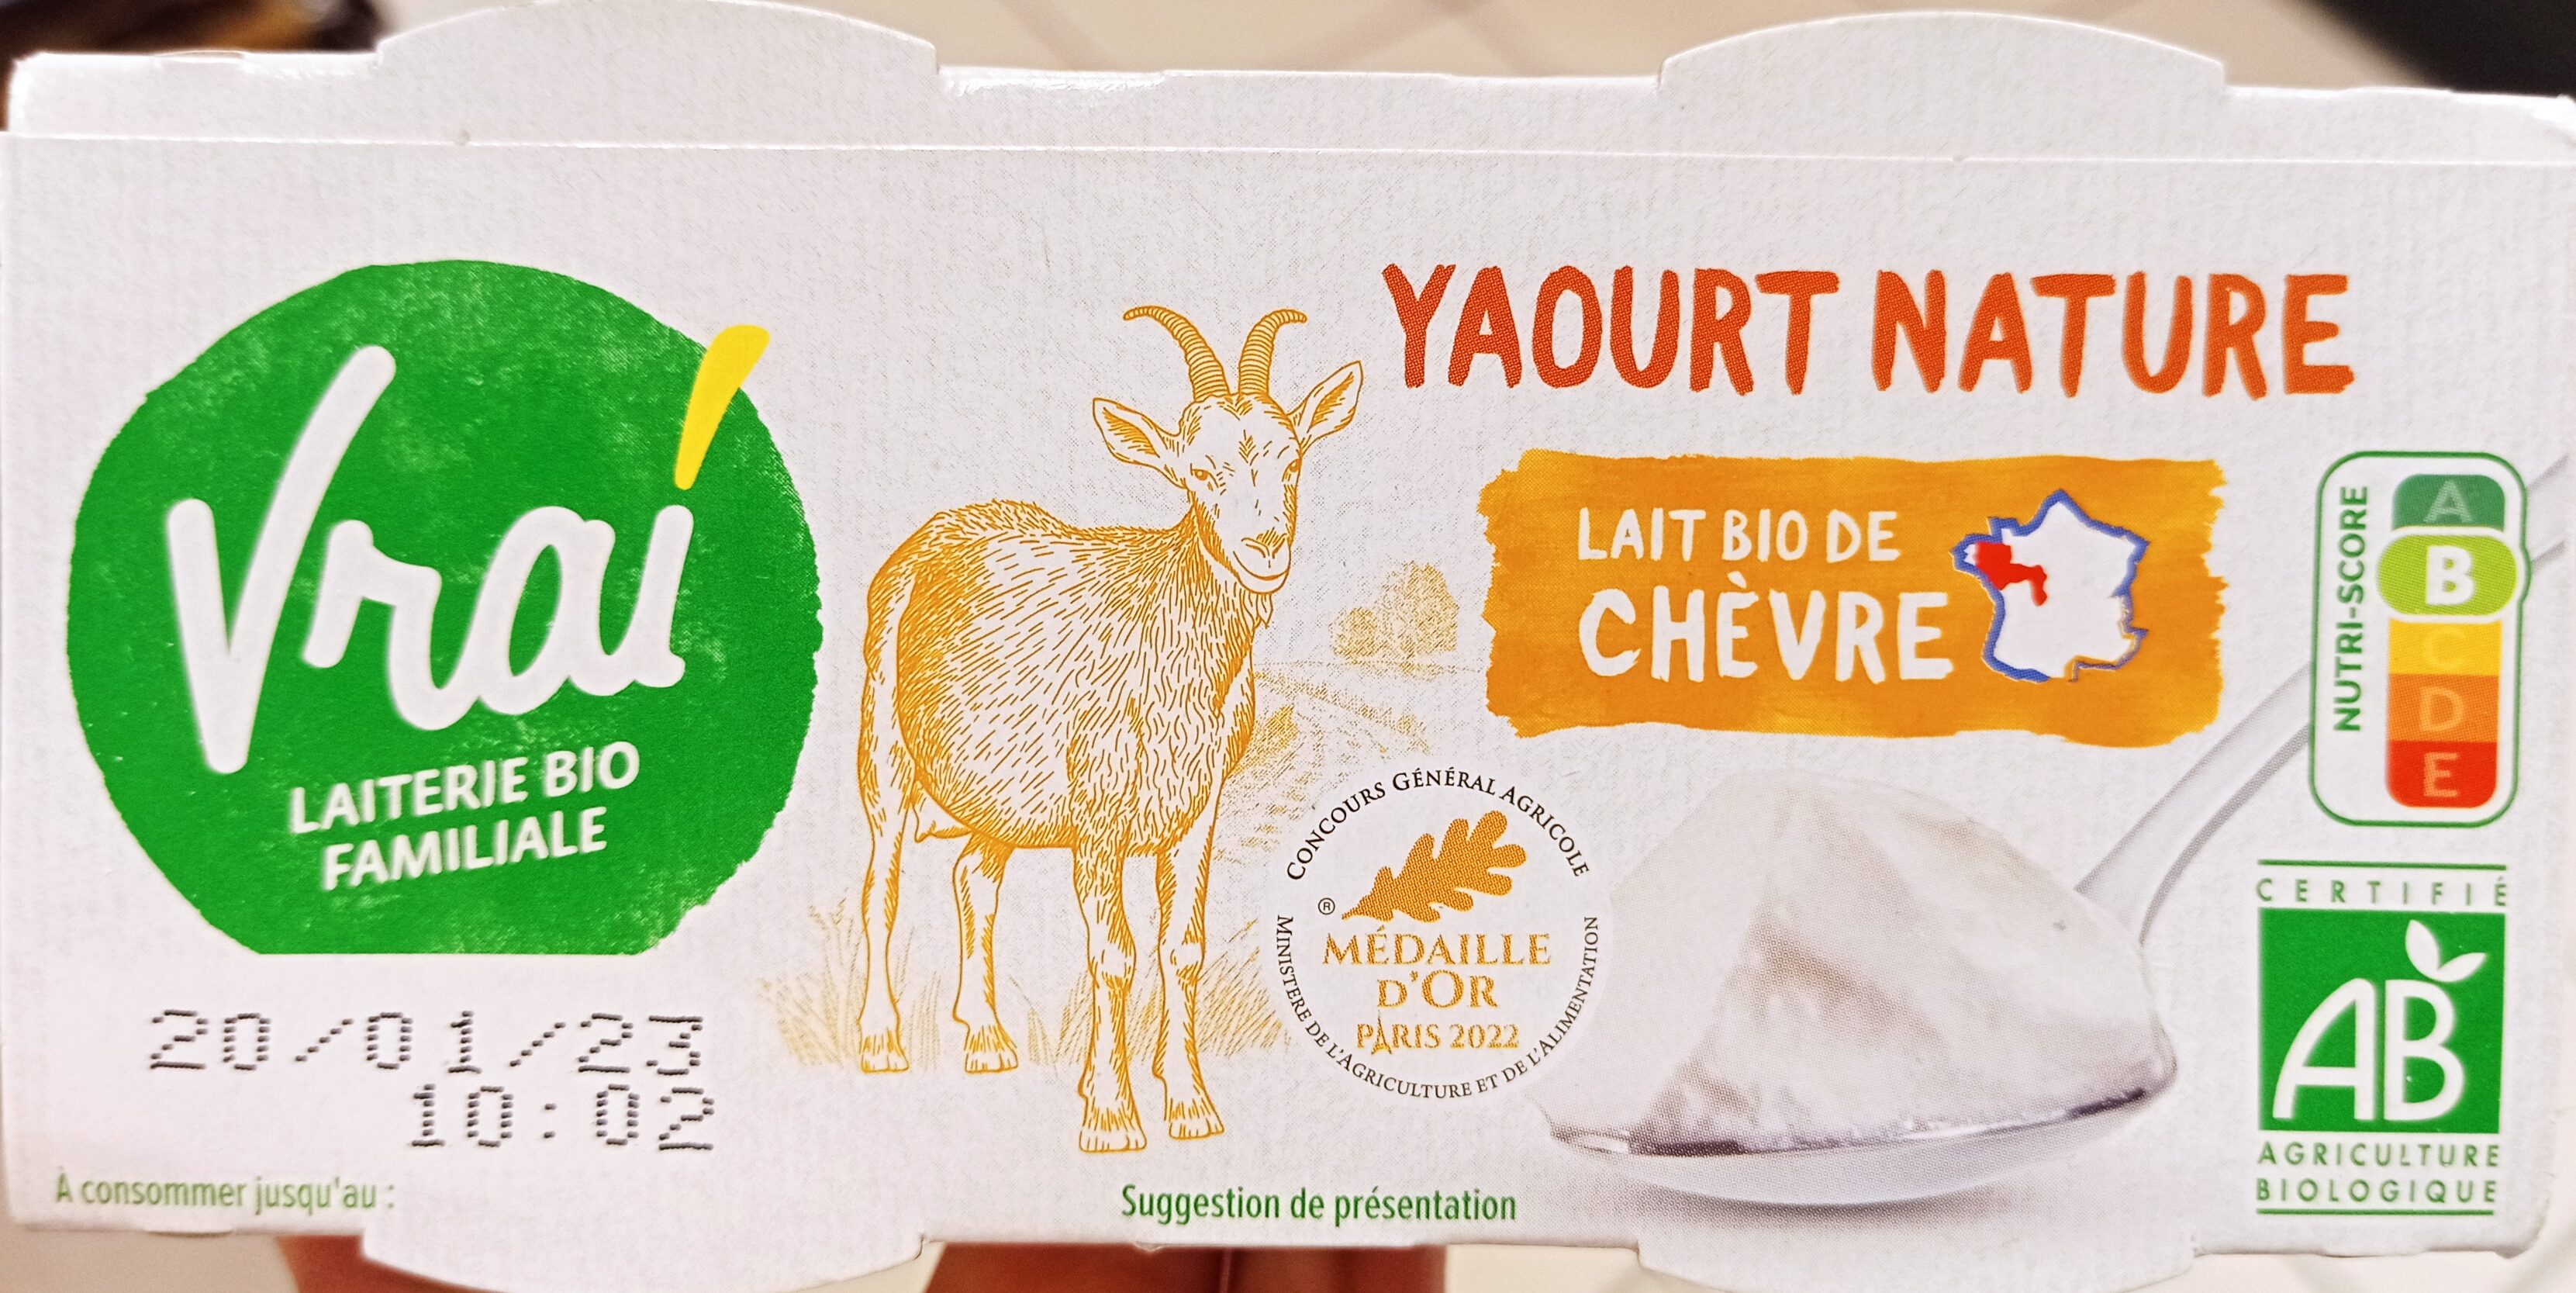 Vraí
LAITERIE BIO
FAMILIALE
YAOURT NATURE
LAIT BIO DE
CHÈVRE
NUTRI-SCORE
A
B
C
D
E
CONCOURS GÉNÉRAL AGRICOLE
®
MÉDAILLE
D'OR
PARIS 2022
MINISTERE DE L'AGRICULTURE ET DE L'ALIMENTATION
CERTIFIÉ
AB
AGRICULTURE
BIOLOGIQUE
20/01/23
10:02
À consommer jusqu'au :
Suggestion de présentation